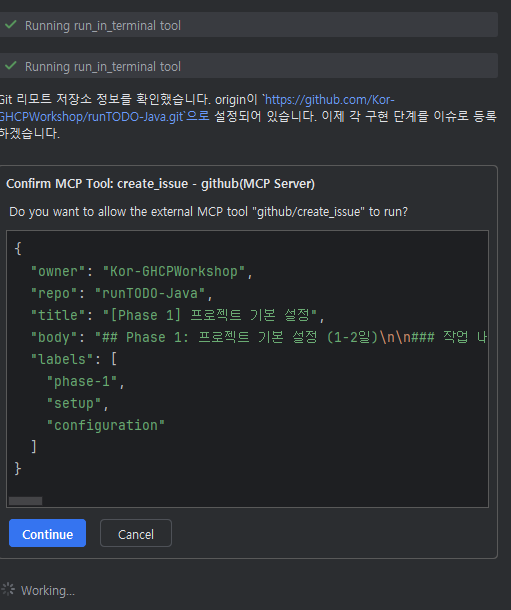 Running run_in_terminal tool
Running run_in_terminal tool
Git 리모트 저장소 정보를 확인했습니다. origin이 `https://github.com/Kor-
GHCPWorkshop/runTODO-Java.git`으로 설정되어 있습니다. 이제 각 구현 단계를 이슈로 등록
하겠습니다.
Confirm MCP Tool: create_issue - github(MCP Server)
Do you want to allow the external MCP tool "github/create_issue" to run?
{
"owner": "Kor-GHCPWorkshop",
"repo": "runTODO-Java",
"title": "[Phase 1] 프로젝트 기본 설정",
"body": "## Phase 1: 프로젝트 기본 설정 (1-2일)\n\n### 작업 내
"labels": [
"phase-1",
"setup",
"configuration"
]
}
Continue
Cancel
Working...